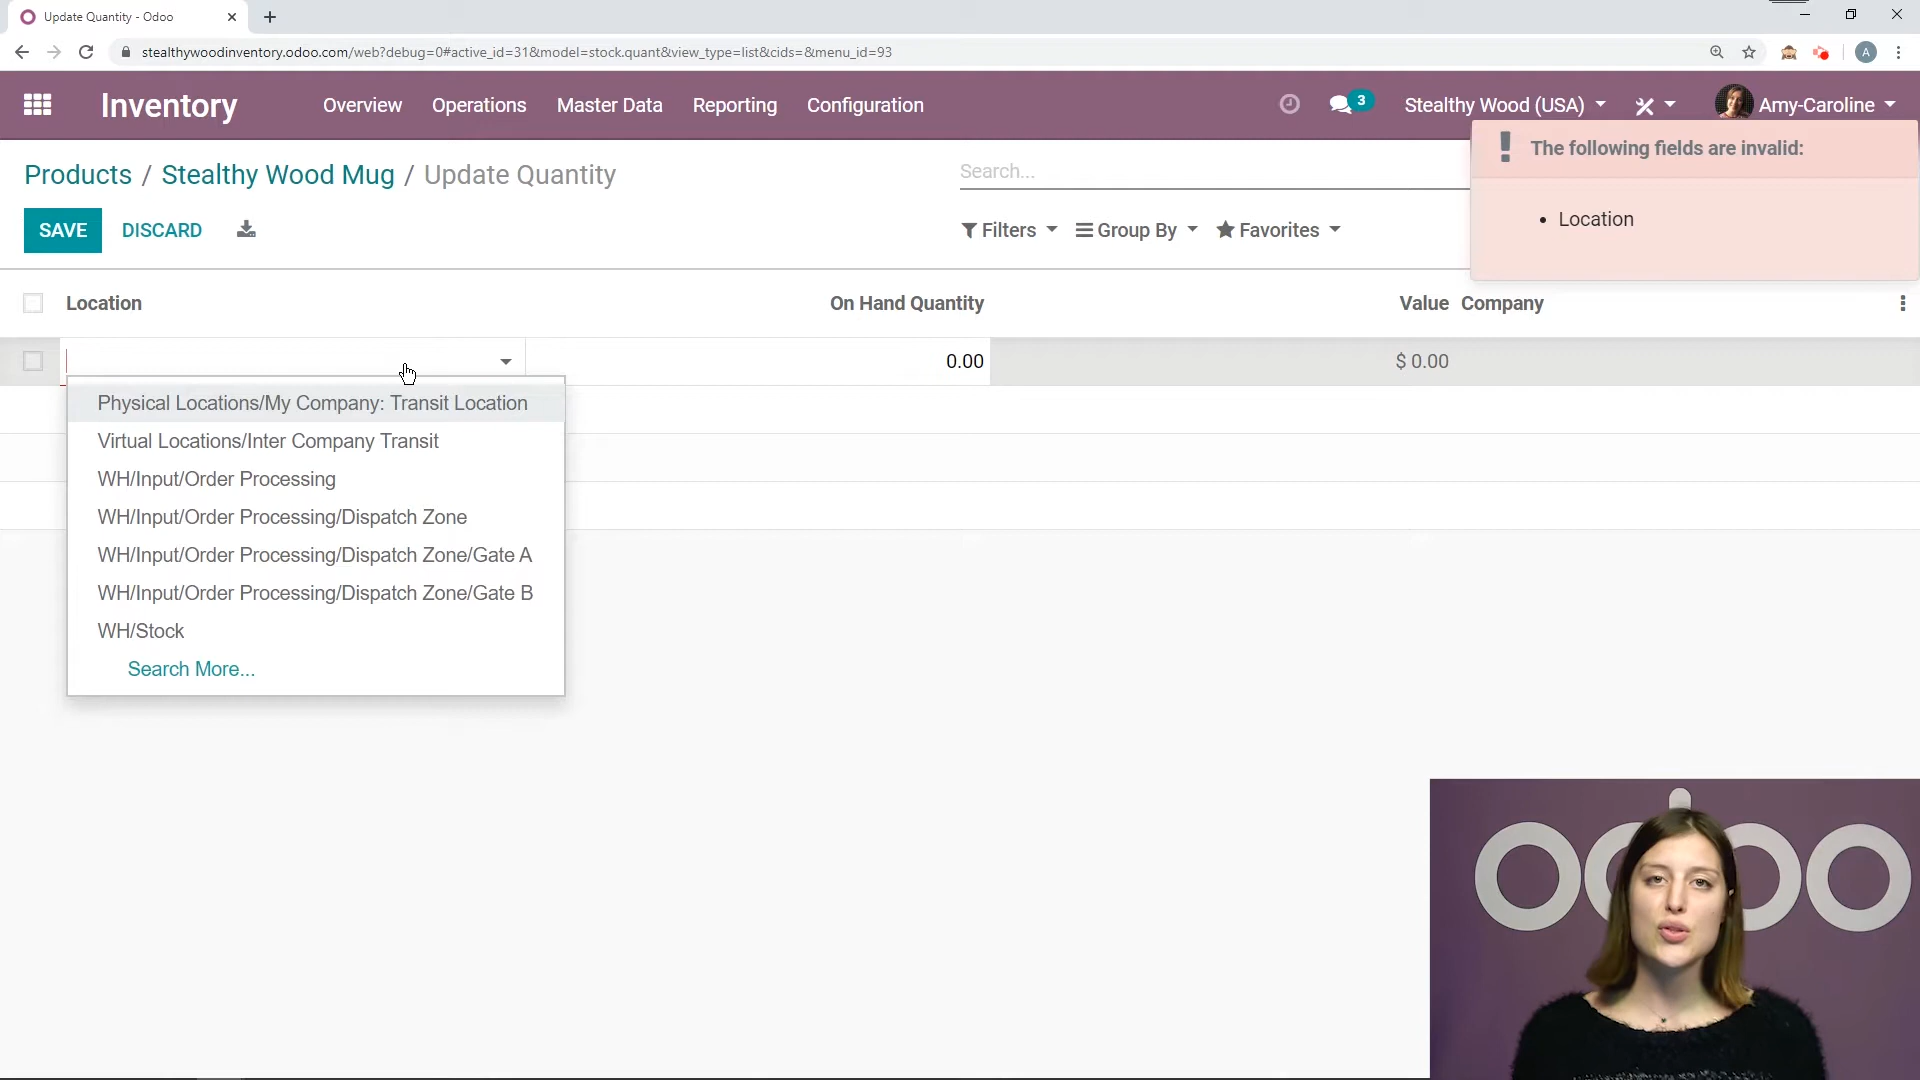 Update Quantity - Odoo
stealthywoodinventory.odoo.com/web?debug=0#active_id=31&model=stock.quant&view_type=list&cids=&menu_id=93
A
Inventory
Overview
Operations
Master Data
Reporting
Configuration
3
Stealthy Wood (USA)
Amy-Caroline
The following fields are invalid:
Location
Products / Stealthy Wood Mug / Update Quantity
Search...
SAVE
DISCARD
Filters
Group By
Favorites
Location
On Hand Quantity
Value
Company
0.00
$ 0.00
Physical Locations/My Company: Transit Location
Virtual Locations/Inter Company Transit
WH/Input/Order Processing
WH/Input/Order Processing/Dispatch Zone
WH/Input/Order Processing/Dispatch Zone/Gate A
WH/Input/Order Processing/Dispatch Zone/Gate B
WH/Stock
Search More...
odoo